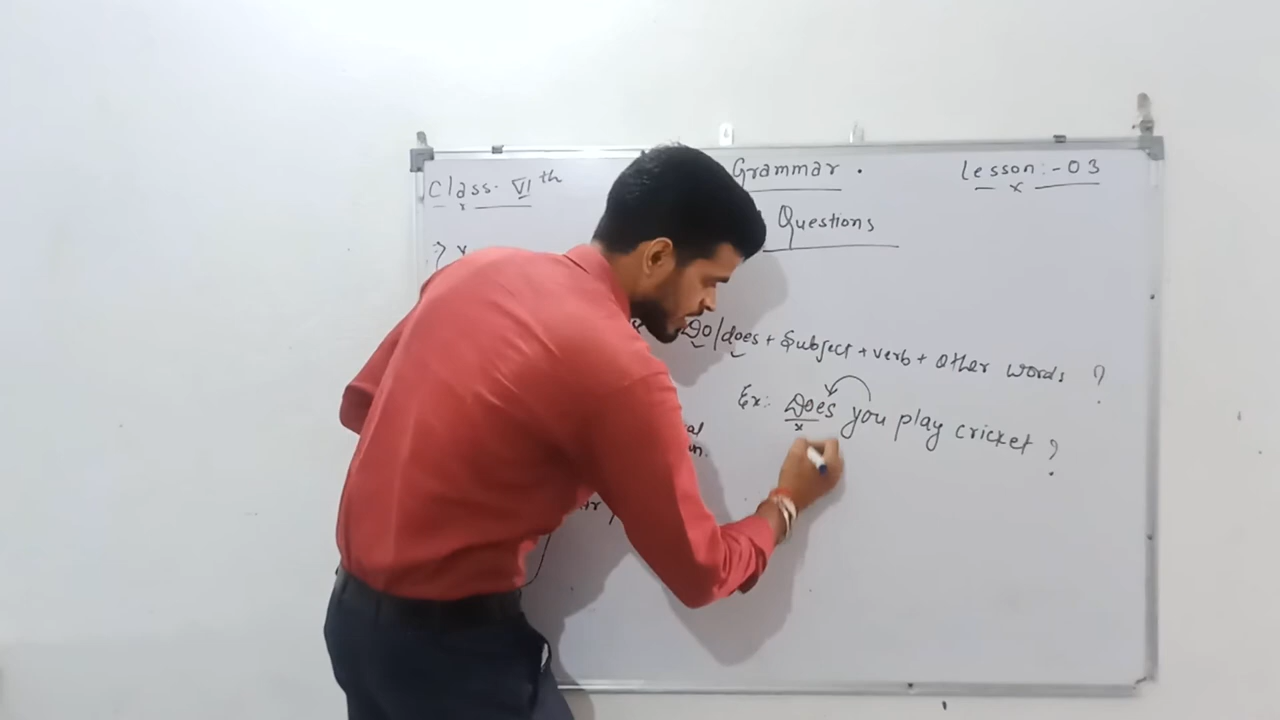 Class- VIth
Grammar .
Lesson:-03
Questions
?
Do/does + Subject + verb + Other words ?
Ex: Does you play cricket ?